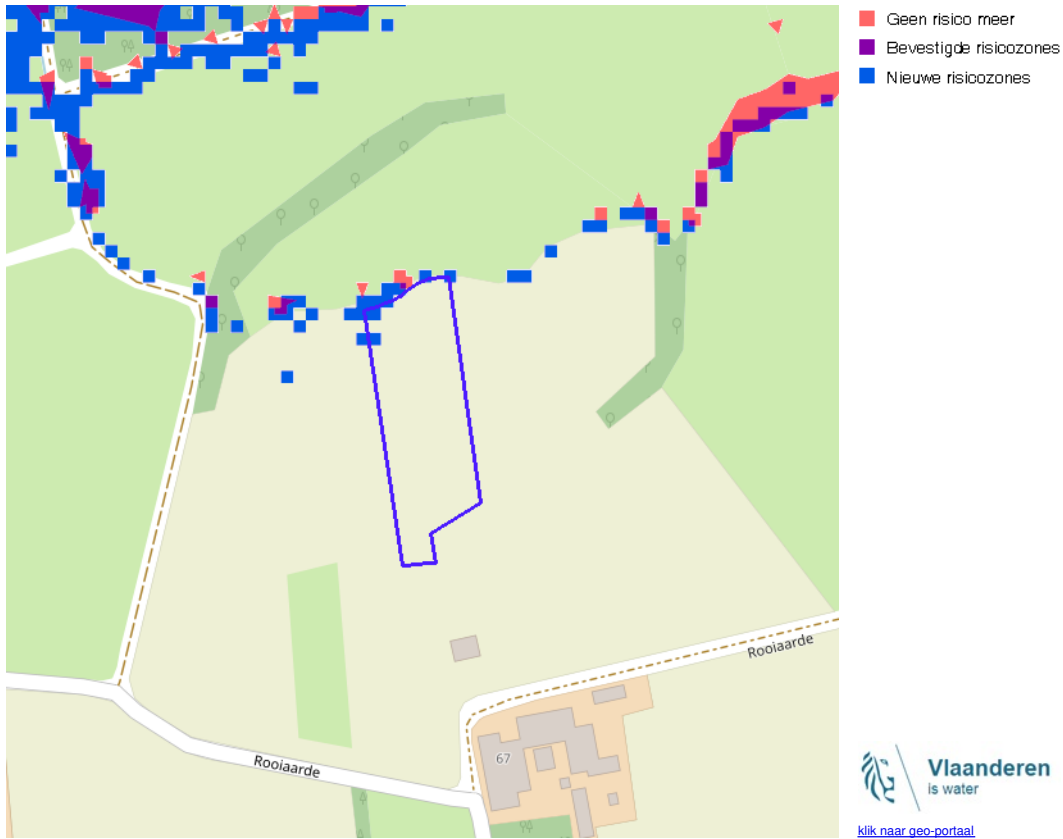 Geen risico meer
Bevestigde risicozones
Nieuwe risicozones
Rooiaarde
67
Rooiaarde
Vlaanderen
is water
klik naar geo-portaal